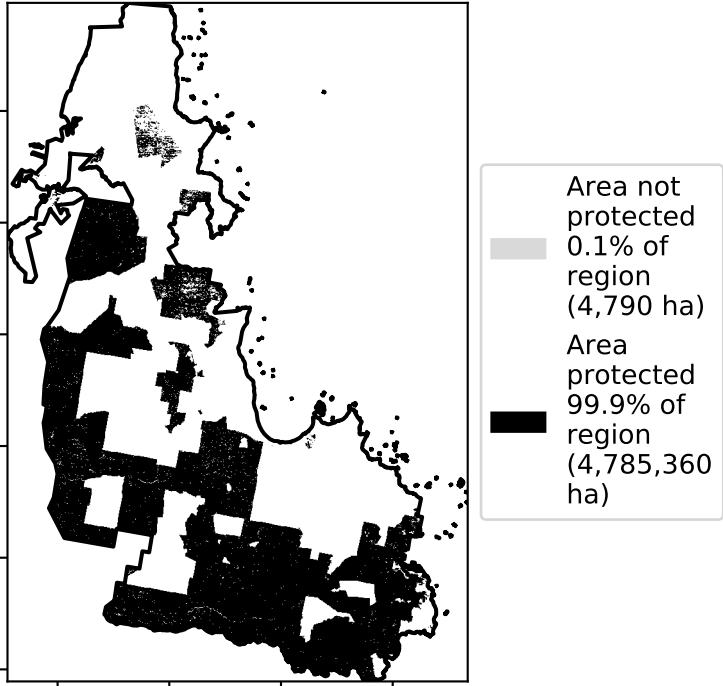 Area not
protected
0.1% of
region
(4,790 ha)
Area
protected
99.9% of
region
(4,785,360
ha)